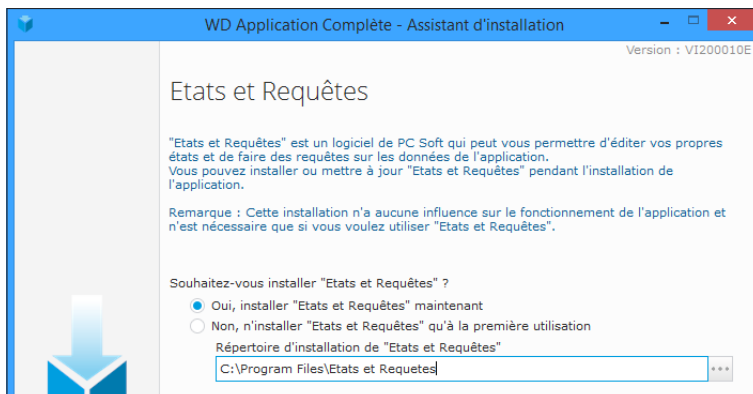 WD Application Complète - Assistant d'installation
Version : VI200010E
Etats et Requêtes
"Etats et Requêtes" est un logiciel de PC Soft qui peut vous permettre d'éditer vos propres
états et de faire des requêtes sur les données de l'application.
Vous pouvez installer ou mettre à jour "Etats et Requêtes" pendant l'installation de
l'application.
Remarque : Cette installation n'a aucune influence sur le fonctionnement de l'application et
n'est nécessaire que si vous voulez utiliser "Etats et Requêtes".
Souhaitez-vous installer "Etats et Requêtes" ?
Oui, installer "Etats et Requêtes" maintenant
Non, n'installer "Etats et Requêtes" qu'à la première utilisation
Répertoire d'installation de "Etats et Requêtes"
C:\Program Files\Etats et Requetes